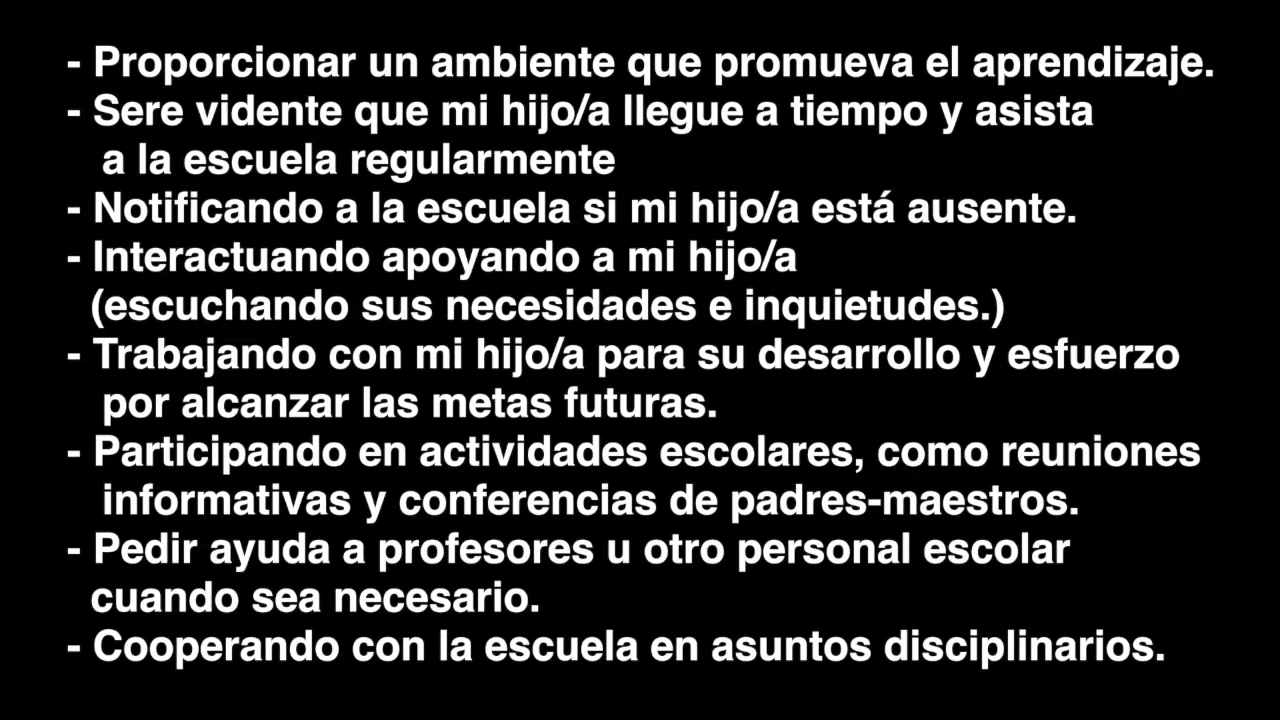 - Proporcionar un ambiente que promueva el aprendizaje.
- Sere vidente que mi hijo/a llegue a tiempo y asista
a la escuela regularmente
- Notificando a la escuela si mi hijo/a está ausente.
- Interactuando apoyando a mi hijo/a
(escuchando sus necesidades e inquietudes.)
- Trabajando con mi hijo/a para su desarrollo y esfuerzo
por alcanzar las metas futuras.
- Participando en actividades escolares, como reuniones
informativas y conferencias de padres-maestros.
- Pedir ayuda a profesores u otro personal escolar
cuando sea necesario.
- Cooperando con la escuela en asuntos disciplinarios.